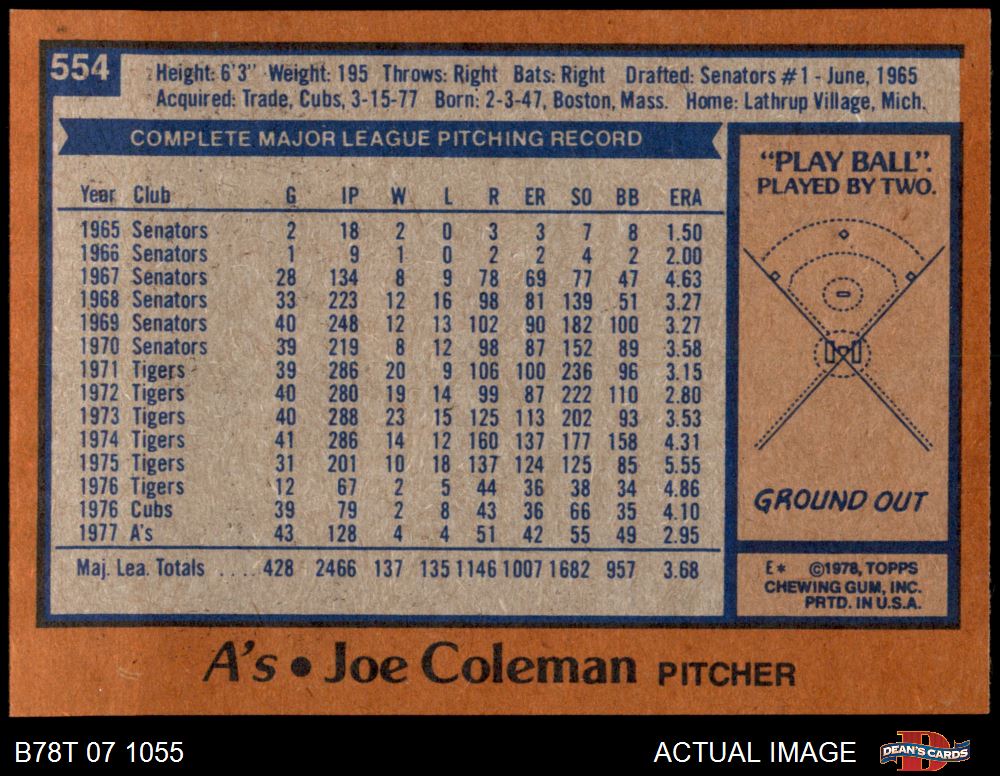 554
Height: 6'3" Weight: 195 Throws: Right Bats: Right Drafted: Senators #1 - June, 1965
Acquired: Trade, Cubs, 3-15-77 Born: 2-3-47, Boston, Mass. Home: Lathrup Village, Mich.
COMPLETE MAJOR LEAGUE PITCHING RECORD
Year Club G IP W L R ER SO BB ERA
1965 Senators 2 18 2 0 3 3 7 8 1.50
1966 Senators 1 9 1 0 2 2 4 2 2.00
1967 Senators 28 134 8 9 78 69 77 47 4.63
1968 Senators 33 223 12 16 98 81 139 51 3.27
1969 Senators 40 248 12 13 102 90 182 100 3.27
1970 Senators 39 219 8 12 98 87 152 89 3.58
1971 Tigers 39 286 20 9 106 100 236 96 3.15
1972 Tigers 40 280 19 14 99 87 222 110 2.80
1973 Tigers 40 288 23 15 125 113 202 93 3.53
1974 Tigers 41 286 14 12 160 137 177 158 4.31
1975 Tigers 31 201 10 18 137 124 125 85 5.55
1976 Tigers 12 67 2 5 44 36 38 34 4.86
1976 Cubs 39 79 2 8 43 36 66 35 4.10
1977 A's 43 128 4 4 51 42 55 49 2.95
Maj. Lea. Totals .... 428 2466 137 135 1146 1007 1682 957 3.68
"PLAY BALL".
PLAYED BY TWO.
GROUND OUT
E* ©1978, TOPPS
CHEWING GUM, INC.
PRTD. IN U.S.A.
A's • Joe Coleman PITCHER
B78T 07 1055
ACTUAL IMAGE
D
DEAN'S CARDS